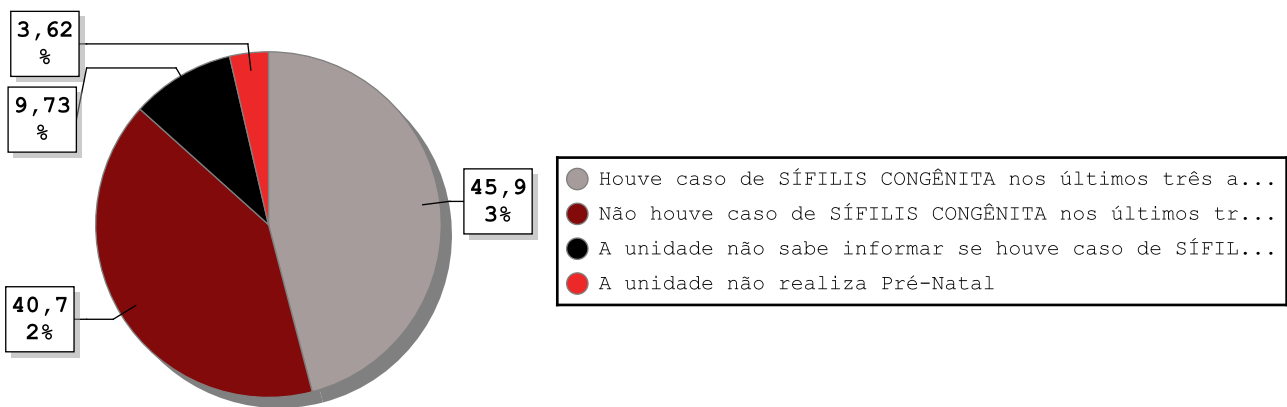 3,62
%
9,73
%
45,9
3%
40,7
2%
Houve caso de SÍFILIS CONGÊNITA nos últimos três a...
Não houve caso de SÍFILIS CONGÊNITA nos últimos tr...
A unidade não sabe informar se houve caso de SÍFIL...
A unidade não realiza Pré-Natal